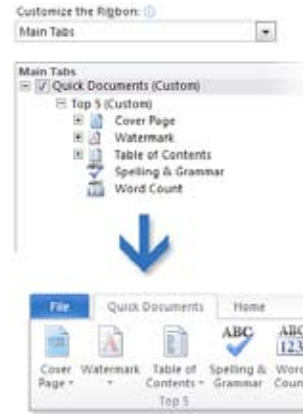 Customize the Ribbon:
Main Tabs
Main Tabs
Quick Documents (Custom)
Top 5 (Custom)
Cover Page
Watermark
Table of Contents
Spelling & Grammar
Word Count
File Quick Documents Home
ABC ABC
123
Cover Page Watermark Table of Contents Spelling & Grammar Word Count
Top 5